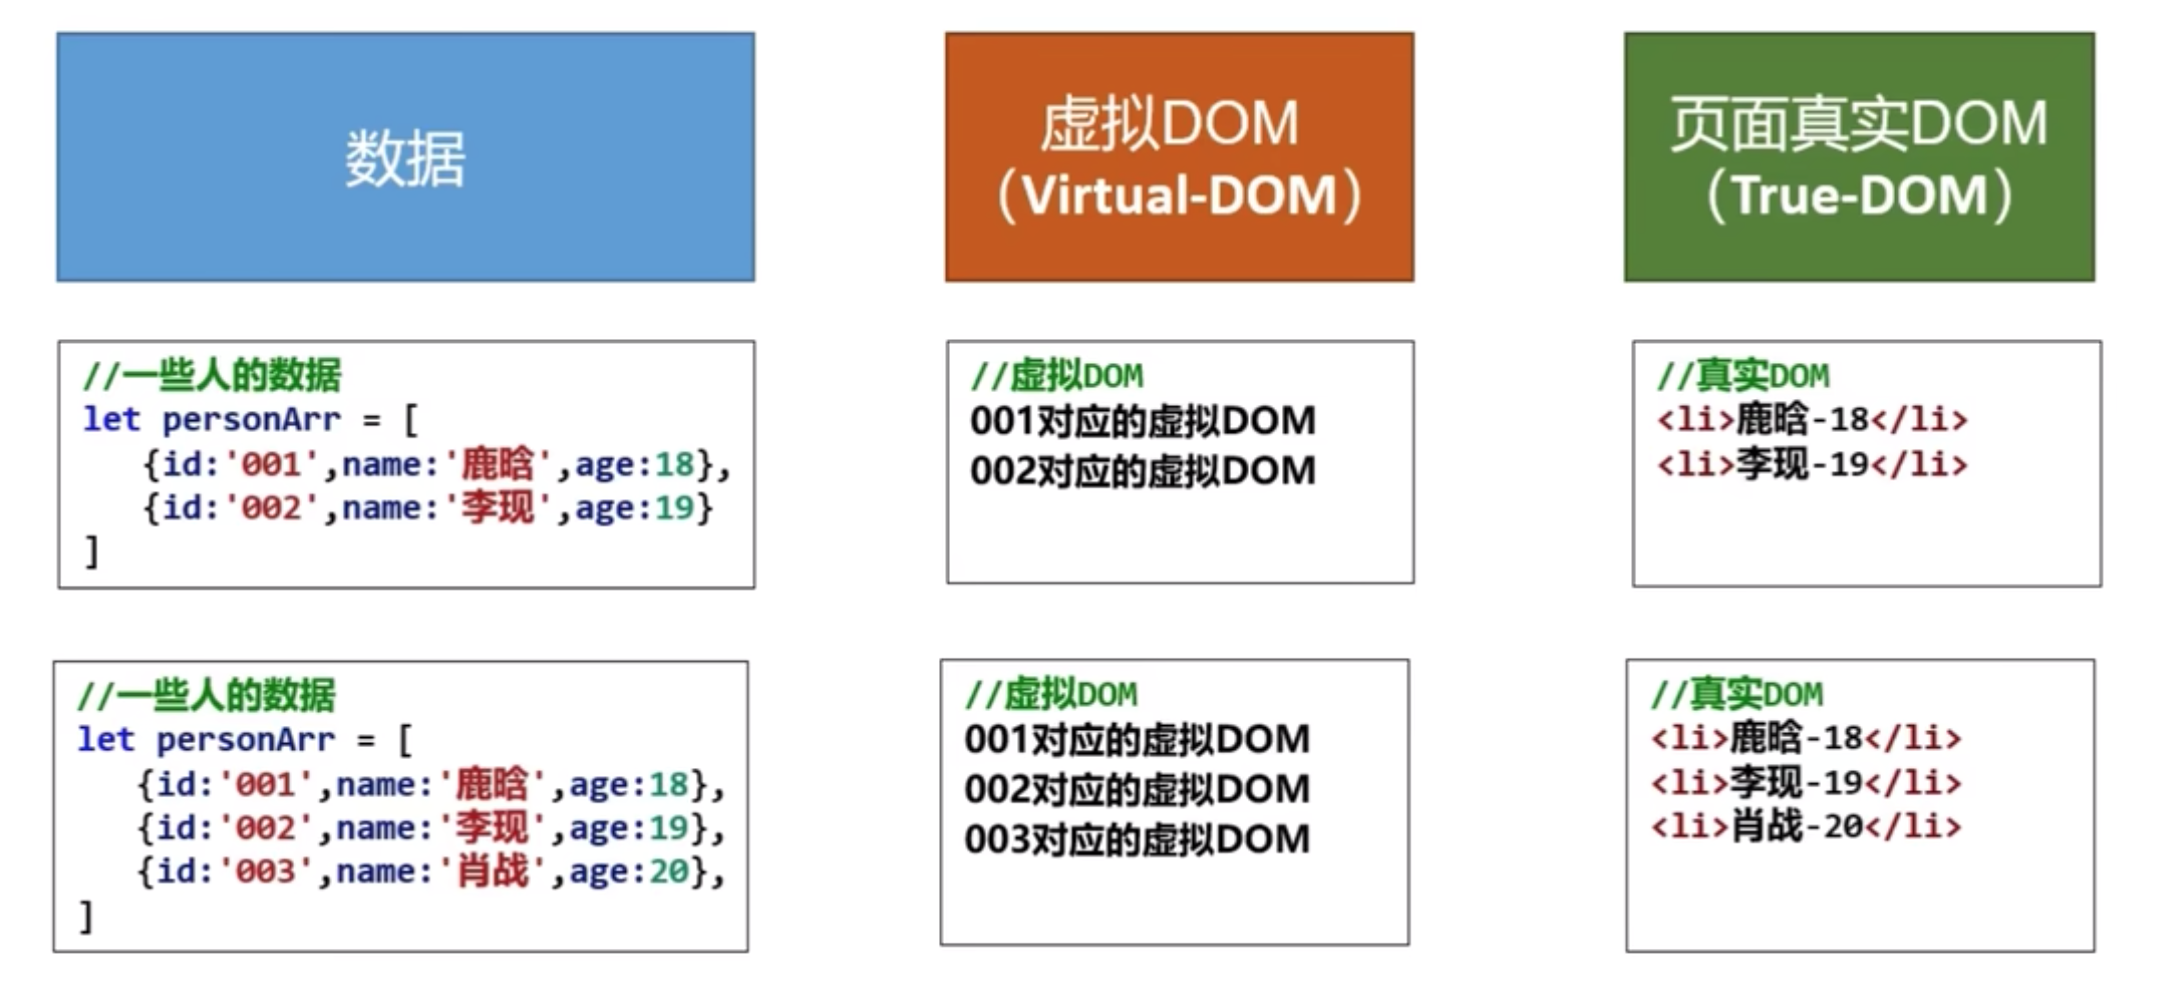 数据
虚拟DOM
（Virtual-DOM）
页面真实DOM
（True-DOM）
//一些人的数据
let personArr = [
{id:'001',name:'鹿晗',age:18},
{id:'002',name:'李现',age:19}
]
//虚拟DOM
001对应的虚拟DOM
002对应的虚拟DOM
//真实DOM
<li>鹿晗-18</li>
<li>李现-19</li>
//一些人的数据
let personArr = [
{id:'001',name:'鹿晗',age:18},
{id:'002',name:'李现',age:19},
{id:'003',name:'肖战',age:20},
]
//虚拟DOM
001对应的虚拟DOM
002对应的虚拟DOM
003对应的虚拟DOM
//真实DOM
<li>鹿晗-18</li>
<li>李现-19</li>
<li>肖战-20</li>